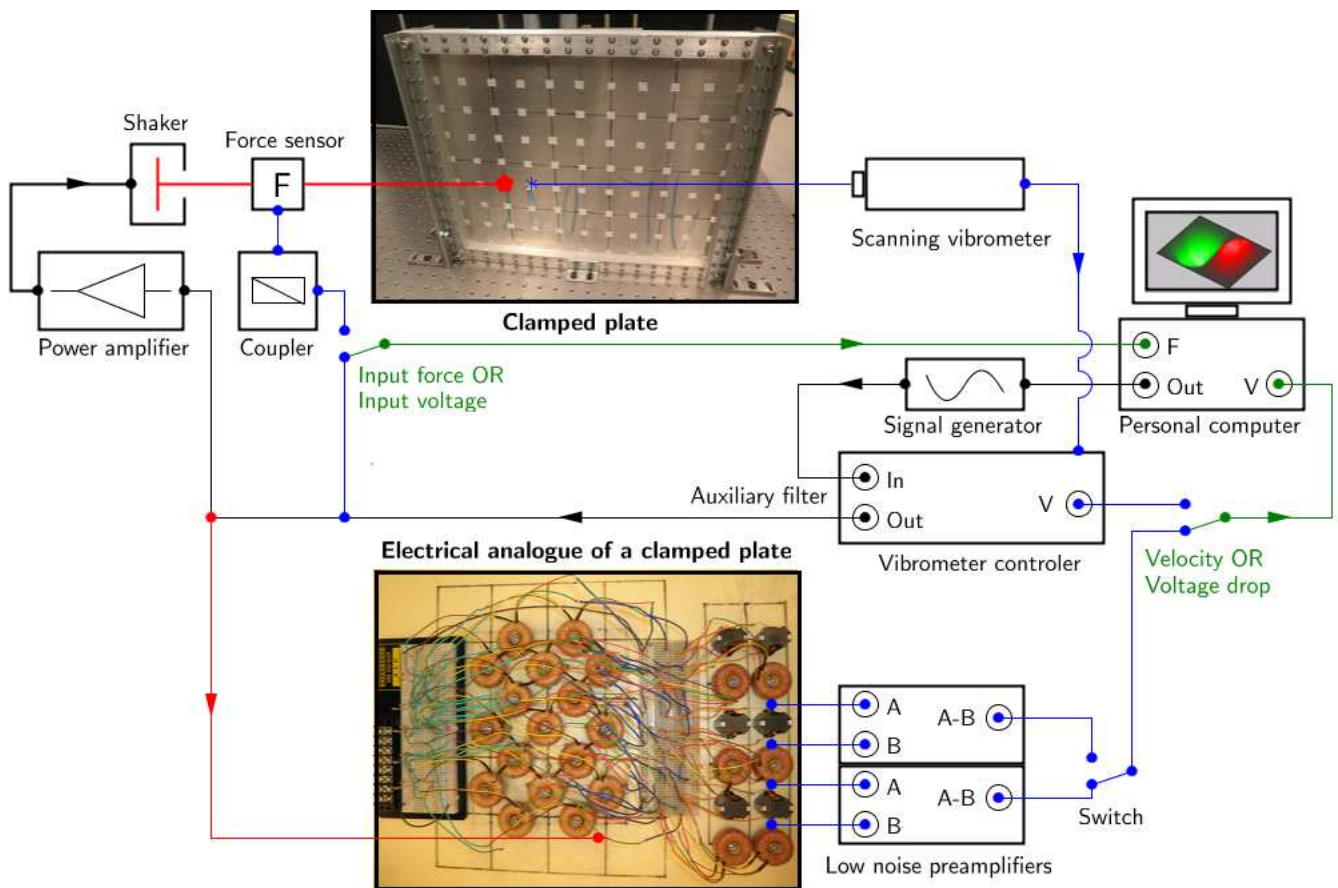 Shaker
Force sensor
F
Scanning vibrometer
Clamped plate
Power amplifier
Coupler
Input force OR
Input voltage
F
Out
V
Signal generator
Personal computer
Auxiliary filter
In
Out
V
Vibrometer controler
Velocity OR
Voltage drop
Electrical analogue of a clamped plate
A
B
A-B
A
B
A-B
Switch
Low noise preamplifiers